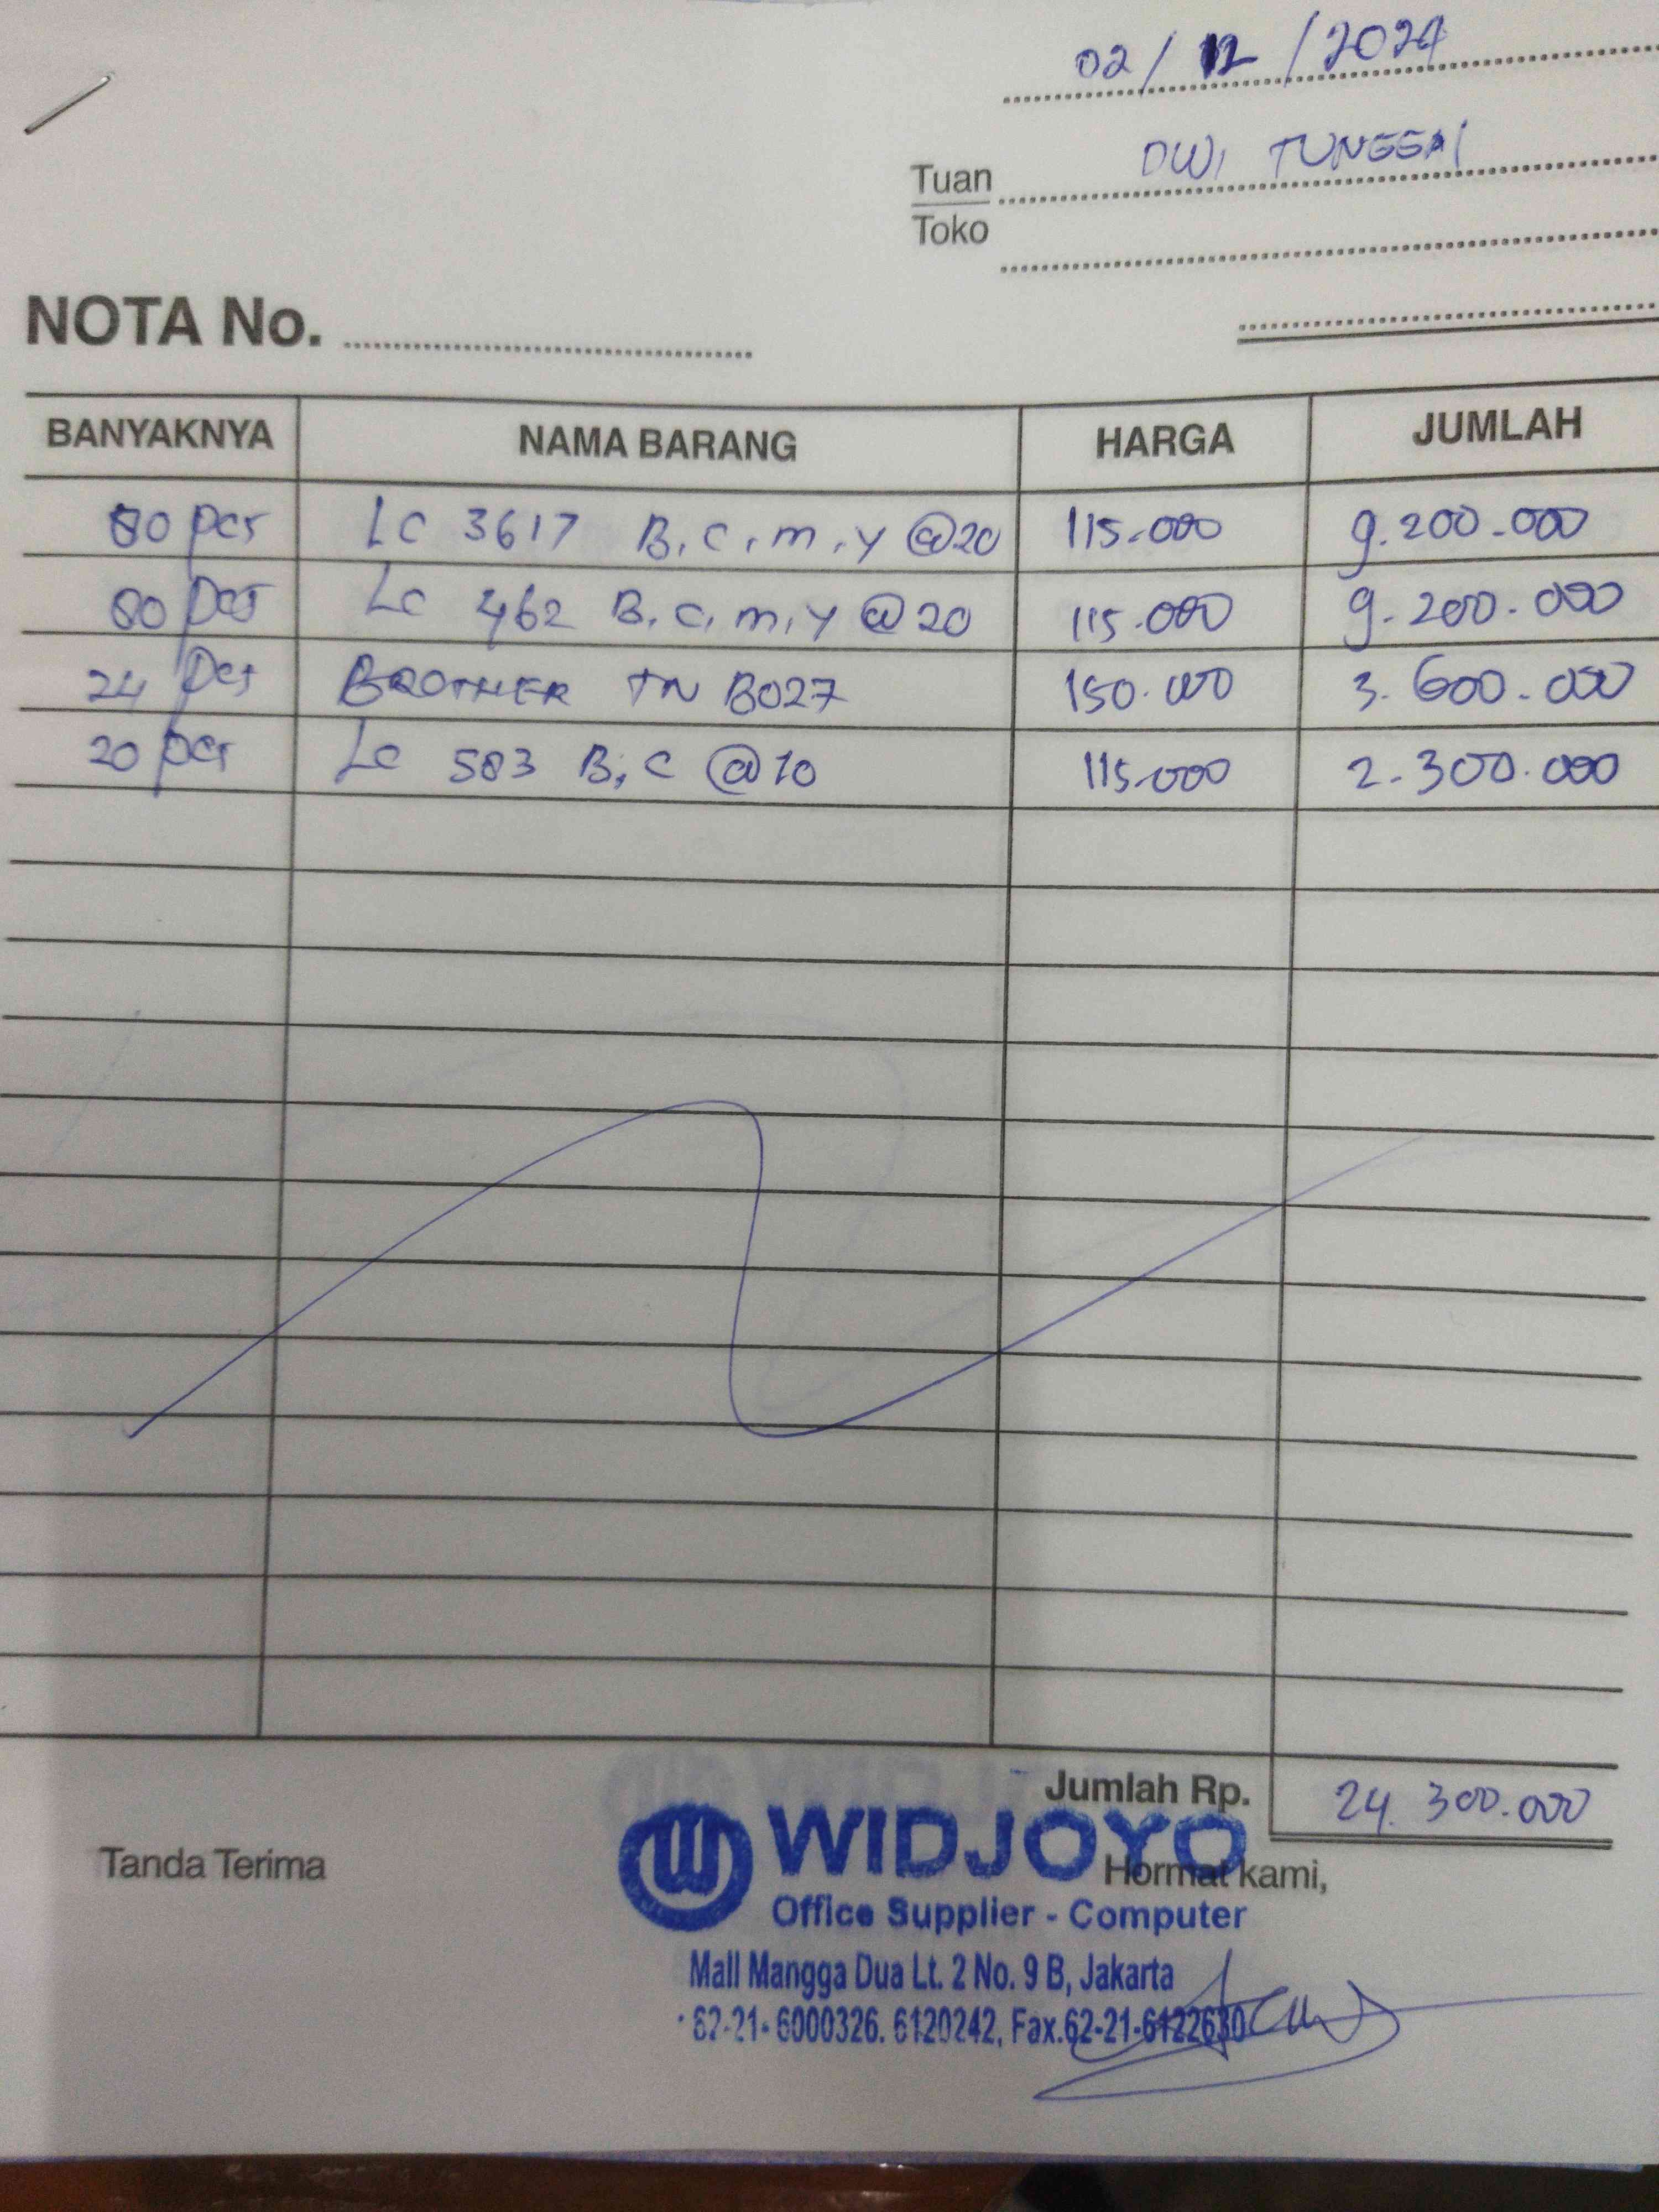 02/12/2024
Tuan DWI TUNGGAL
Toko
NOTA No.
BANYAKNYA NAMA BARANG HARGA JUMLAH
80 pcs LC 3617 B, C, m, y @20 115.000 9.200.000
80 pcs LC 462 B, C, m, y @20 115.000 9.200.000
24 pcs BROTHER TN B027 150.000 3.600.000
20 pcs LC 583 B, C @10 115.000 2.300.000
Jumlah Rp. 24.300.000
WIDJOYO
Tanda Terima Hormat kami,
Office Supplier - Computer
Mall Mangga Dua Lt. 2 No. 9 B, Jakarta
62-21- 6000326. 6120242, Fax.62-21-6122630